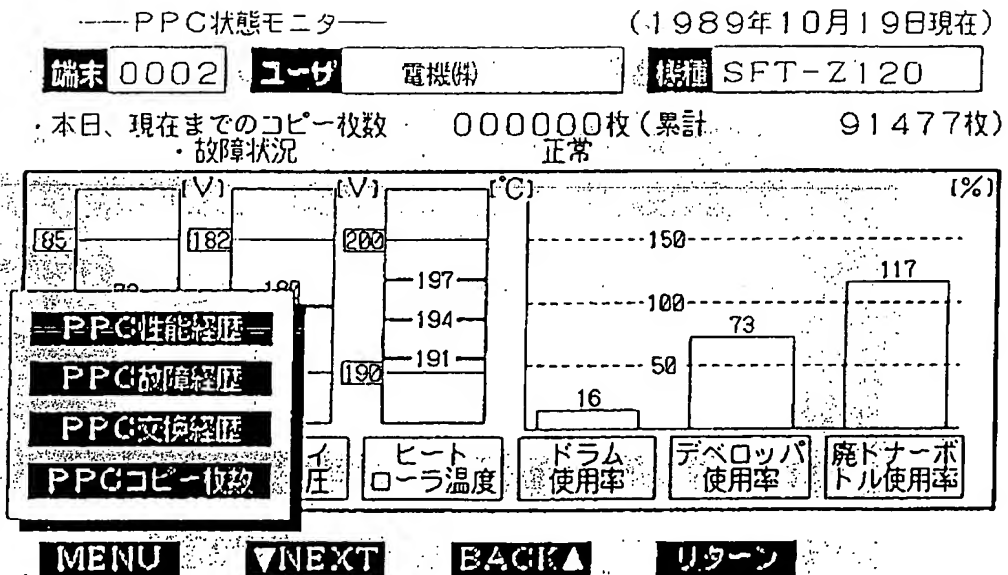 ――PPC状態モニタ――
(1989年10月19日現在)
端末 0002 ユーザ 電機㈱ 機種 SFT-Z120
・本日、現在までのコピー枚数 000000枚(累計 91477枚)
・故障状況 正常
[V] [V] [℃] [%]
85 182 200 150
197 117
180 100
194 73
191 50
190
16
PPC性能経歴
PPC故障経歴
PPC交換経歴
PPCコピー枚数
イ ヒート ドラム デベロッパ 廃トナーボ
圧 ローラ温度 使用率 使用率 トル使用率
MENU ▼NEXT BACK▲ リターン